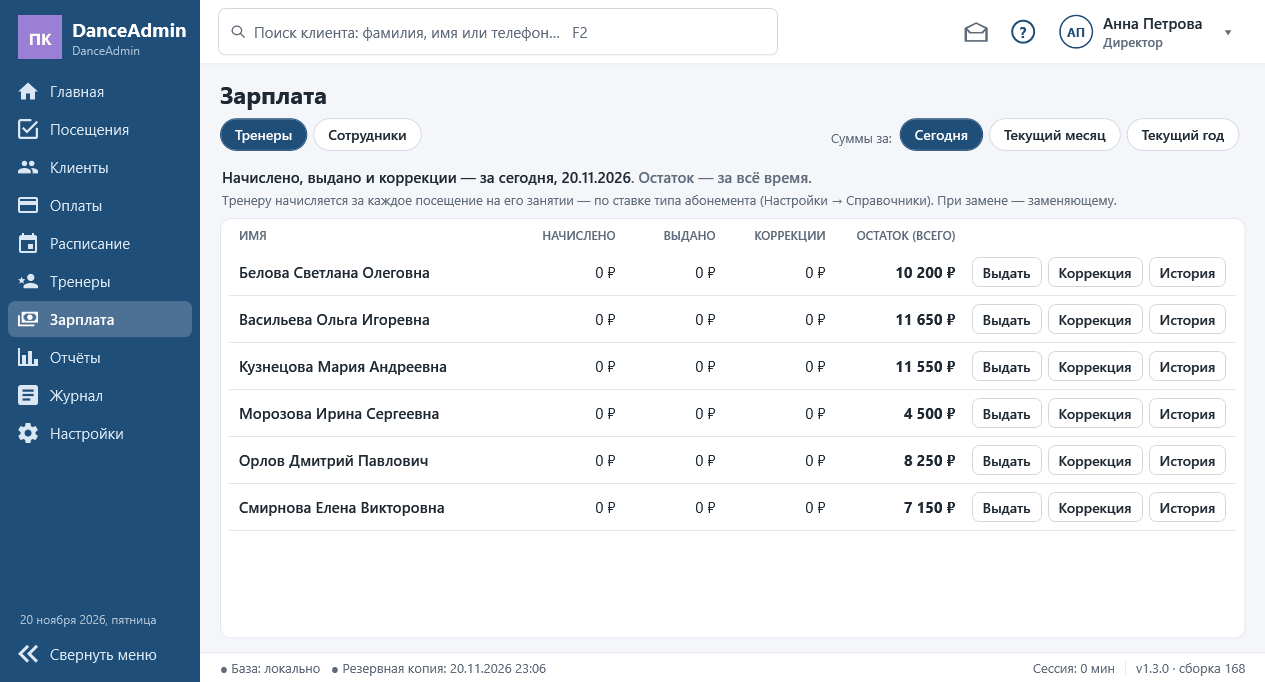 ПК
DanceAdmin
DanceAdmin
Главная
Посещения
Клиенты
Оплаты
Расписание
Тренеры
Зарплата
Отчёты
Журнал
Настройки
20 ноября 2026, пятница
Свернуть меню
Поиск клиента: фамилия, имя или телефон... F2
?
АП
Анна Петрова
Директор
Зарплата
Тренеры Сотрудники
Суммы за: Сегодня Текущий месяц Текущий год
Начислено, выдано и коррекции — за сегодня, 20.11.2026. Остаток — за всё время.
Тренеру начисляется за каждое посещение на его занятии — по ставке типа абонемента (Настройки → Справочники). При замене — заменяющему.
ИМЯ НАЧИСЛЕНО ВЫДАНО КОРРЕКЦИИ ОСТАТОК (ВСЕГО)
Белова Светлана Олеговна 0 ₽ 0 ₽ 0 ₽ 10 200 ₽ Выдать Коррекция История
Васильева Ольга Игоревна 0 ₽ 0 ₽ 0 ₽ 11 650 ₽ Выдать Коррекция История
Кузнецова Мария Андреевна 0 ₽ 0 ₽ 0 ₽ 11 550 ₽ Выдать Коррекция История
Морозова Ирина Сергеевна 0 ₽ 0 ₽ 0 ₽ 4 500 ₽ Выдать Коррекция История
Орлов Дмитрий Павлович 0 ₽ 0 ₽ 0 ₽ 8 250 ₽ Выдать Коррекция История
Смирнова Елена Викторовна 0 ₽ 0 ₽ 0 ₽ 7 150 ₽ Выдать Коррекция История
● База: локально ● Резервная копия: 20.11.2026 23:06
Сессия: 0 мин v1.3.0 · сборка 168